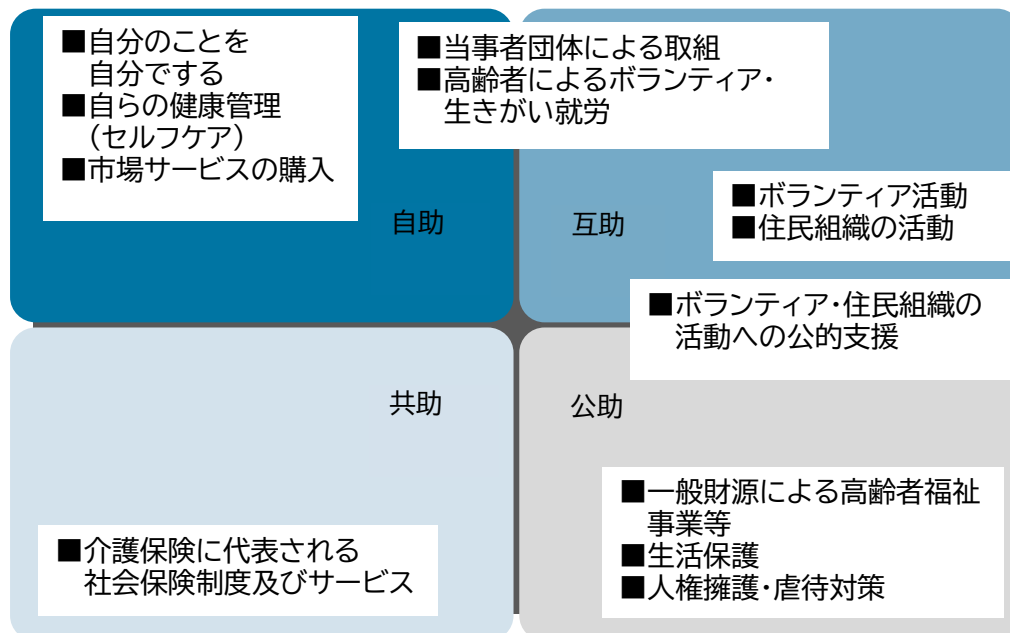 ■自分のことを
自分でする
■自らの健康管理
（セルフケア）
■市場サービスの購入
■当事者団体による取組
■高齢者によるボランティア・
生きがい就労
■ボランティア活動
■住民組織の活動
自助
互助
■ボランティア・住民組織の
活動への公的支援
共助
公助
■介護保険に代表される
社会保険制度及びサービス
■一般財源による高齢者福祉
事業等
■生活保護
■人権擁護・虐待対策